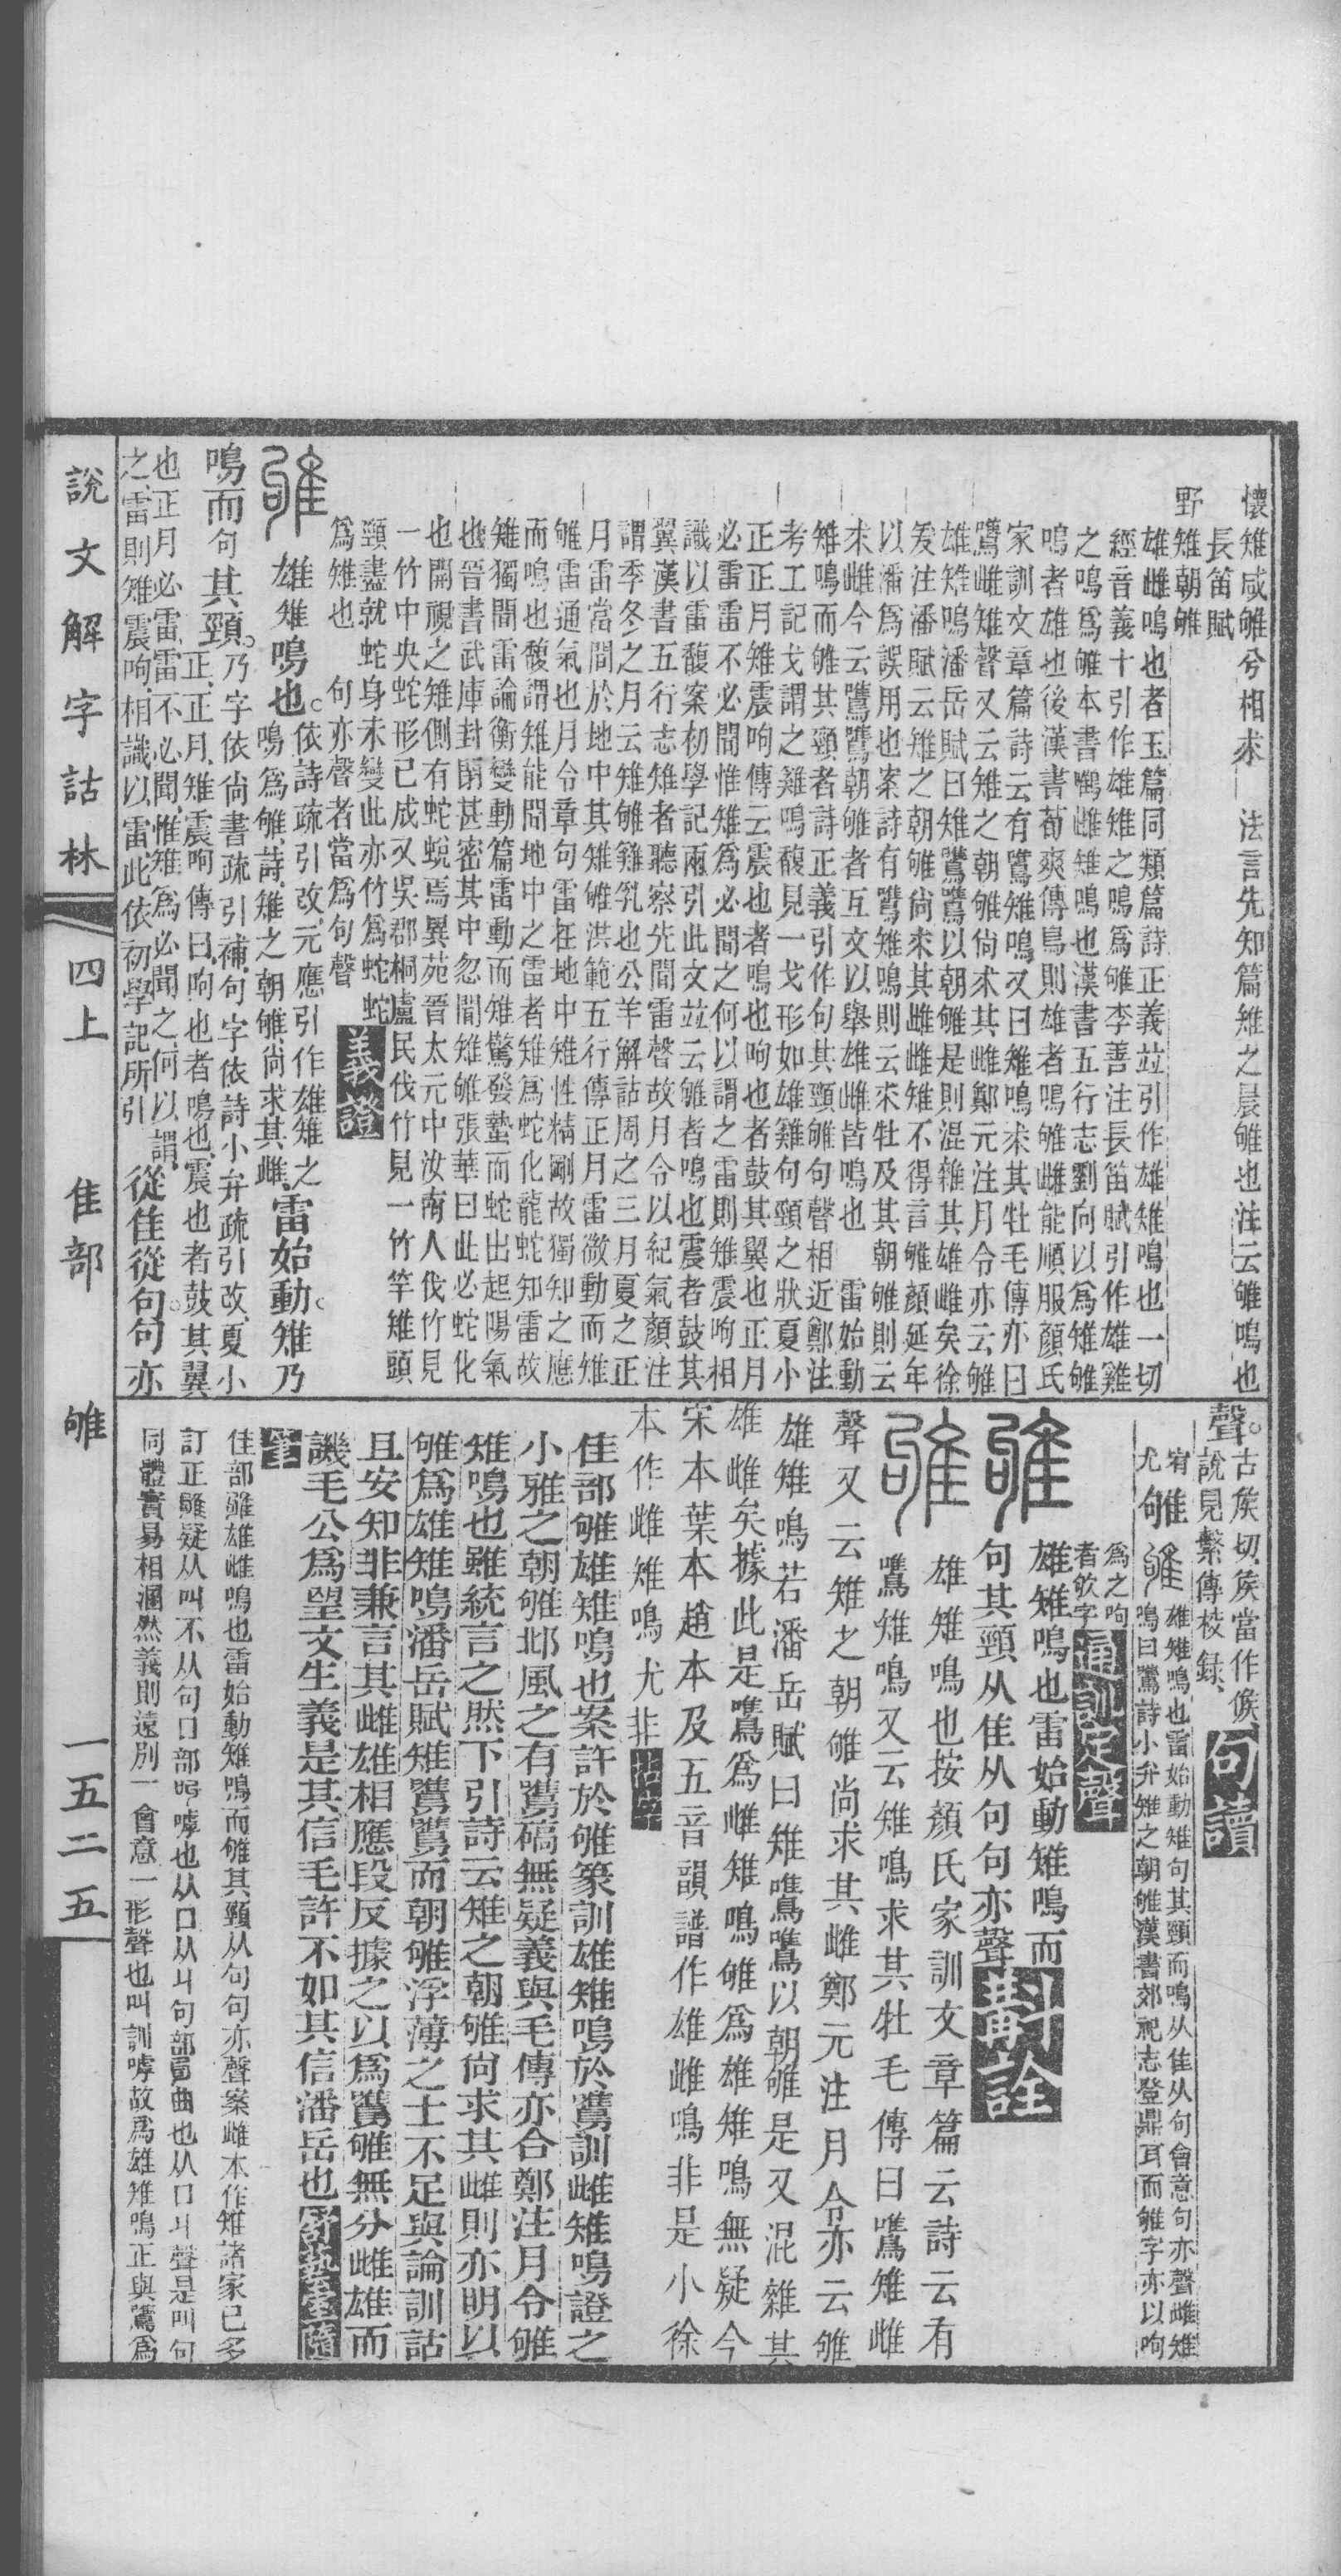 懷雉咸雊兮相求 法言先知篇雉之晨雊也注云雊鳴也
長笛賦
野雉朝雊
雄雌鳴也者玉篇同類篇詩正義竝引作雄雉鳴也一切
經音義十引作雄雉之鳴爲雊李善注長笛賦引作雄雞
之鳴爲雊本書鴝雌雉鳴也漢書五行志劉向以爲雉雊
鳴者雄也後漢書荀爽傳鳥則雄者鳴雊雌能順服顏氏
家訓文章篇詩云有鷕雉鳴又曰雉鳴求其牡毛傳亦曰
鷕雌雉聲又云雉之朝雊尙求其雌鄭元注月令亦云雊
雄雉鳴潘岳賦曰雉鷕鷕以朝雊是則混雜其雄雌矣徐
爰注潘賦云雉之朝雊尙求其雌雌雉不得言雊顏延年
以潘爲誤用也案詩有鷕雉鳴則云求牡及其朝雊則云
求雌今云鷕鷕朝雊者互文以舉雄雌皆鳴也 雷始動
雉鳴而雊其頸者詩正義引作句其頸雊句聲相近鄭注
考工記戈謂之雞鳴馥見一戈形如雄雞句頸之狀夏小
正正月雉震呴傳云震也者鳴也呴也者鼓其翼也正月
必雷雷不必聞惟雉爲必聞之何以謂之雷則雉震呴相
識以雷馥案初學記兩引此文竝云雊者鳴也震者鼓其
翼漢書五行志雉者聽察先聞雷聲故月令以紀氣顏注
謂季冬之月云雉雊雞乳也公羊解詁周之三月夏之正
月雷當聞於地中其雉雊洪範五行傳正月雷微動而雉
雊雷通氣也月令章句雷在地中雉性精剛故獨知之應
而鳴也馥謂雉能聞地中之雷者雉爲蛇化龍蛇知雷故
雉獨聞雷論衡變動篇雷動而雉驚發蟄而蛇出起陽氣
也晉書武庫封閉甚密其中忽聞雉雊張華曰此必蛇化
也開視之雉側有蛇蛻焉異苑晉太元中汝南人伐竹見
一竹中央蛇形已成又吳郡桐廬民伐竹見一竹竿雉頭
頸盡就蛇身未變此亦竹爲蛇蛇
爲雉也 句亦聲者當爲句聲 義證
雄雉鳴也。依詩疏引改,元應引作雄雉之
鳴爲雊,詩,雉之朝雊,尙求其雌,雷始動。雉乃
鳴而句其頸。乃字依尙書疏引補,句字依詩小弁疏引改,夏小
正,正月,雉震呴傳曰,呴也者,鳴也,震也者,鼓其翼
也正月必雷,雷不必聞,惟雉爲必聞之,何以謂
之,雷則雉震呴,相識以雷此依初學記所引 從隹從句。句亦
說文解字詁林 四上 隹部 雊 一五二五
聲。古矦切,矦當作候,
說見繫傳校錄, 句讀
雄雉鳴也雷始動雉句其頸而鳴从隹从句會意句亦聲雌雉
鳴曰鷕詩小弁雉之朝雊漢書郊祀志登鼎耳而雊字亦以呴
爲之呴
者欨字 通訓定聲
雄雉鳴也雷始動雉鳴而
句其頸从隹从句句亦聲 斠詮
雄雉鳴也按顏氏家訓文章篇云詩云有
鷕雉鳴又云雉鳴求其牡毛傳曰鷕雉雌
聲又云雉之朝雊尚求其雌鄭元注月令亦云雊
雄雉鳴若潘岳賦曰雉鷕鷕以朝雊是又混雜其
雄雌矣據此是鷕爲雌雉鳴雊爲雄雉鳴無疑今
宋本葉本趙本及五音韻譜作雄雌鳴非是小徐
本作雌雉鳴尤非
隹部雊雄雉鳴也案許於雊篆訓雄雉鳴於鷕訓雌雉鳴證之
小雅之朝雊邶風之有鷕稿無疑義與毛傳亦合鄭注月令雊
雉鳴也雖統言之然下引詩云雉之朝雊尙求其雌則亦明以
雊爲雄雉鳴潘岳賦雉鷕鷕而朝雊浮薄之士不足與論訓詁
且安知非兼言其雌雄相應段反據之以爲鷕雊無分雌雄而
譏毛公爲望文生義是其信毛許不如其信潘岳也
隹部雖雄雌鳴也雷始動雉鳴而雊其頸从句句亦聲案雌本作雉諸家已多
訂正雖疑从叫不从句口部叫嘑也从口从丩句部句曲也从口丩聲是叫句
同體實易相溷然義則遠別一會意一形聲也叫訓嘑故爲雄雉鳴正與鷕爲